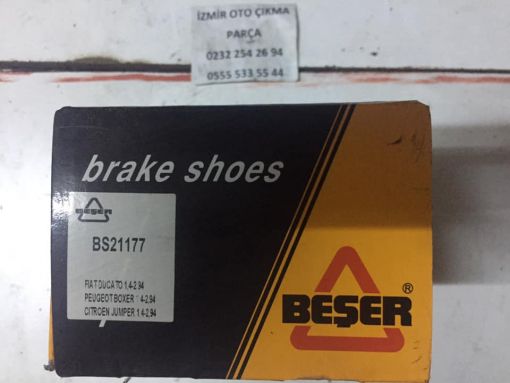 İZMİR OTO ÇIKMA
PARÇA
0232 254 26 94
0555 533 55 44
brake shoes
BEŞER
BS21177
FIAT DUCATO 1.4-2.94
PEUGEOT BOXER 1.4-2.94
CITROEN JUMPER 1.4-2.94
BEŞER ®